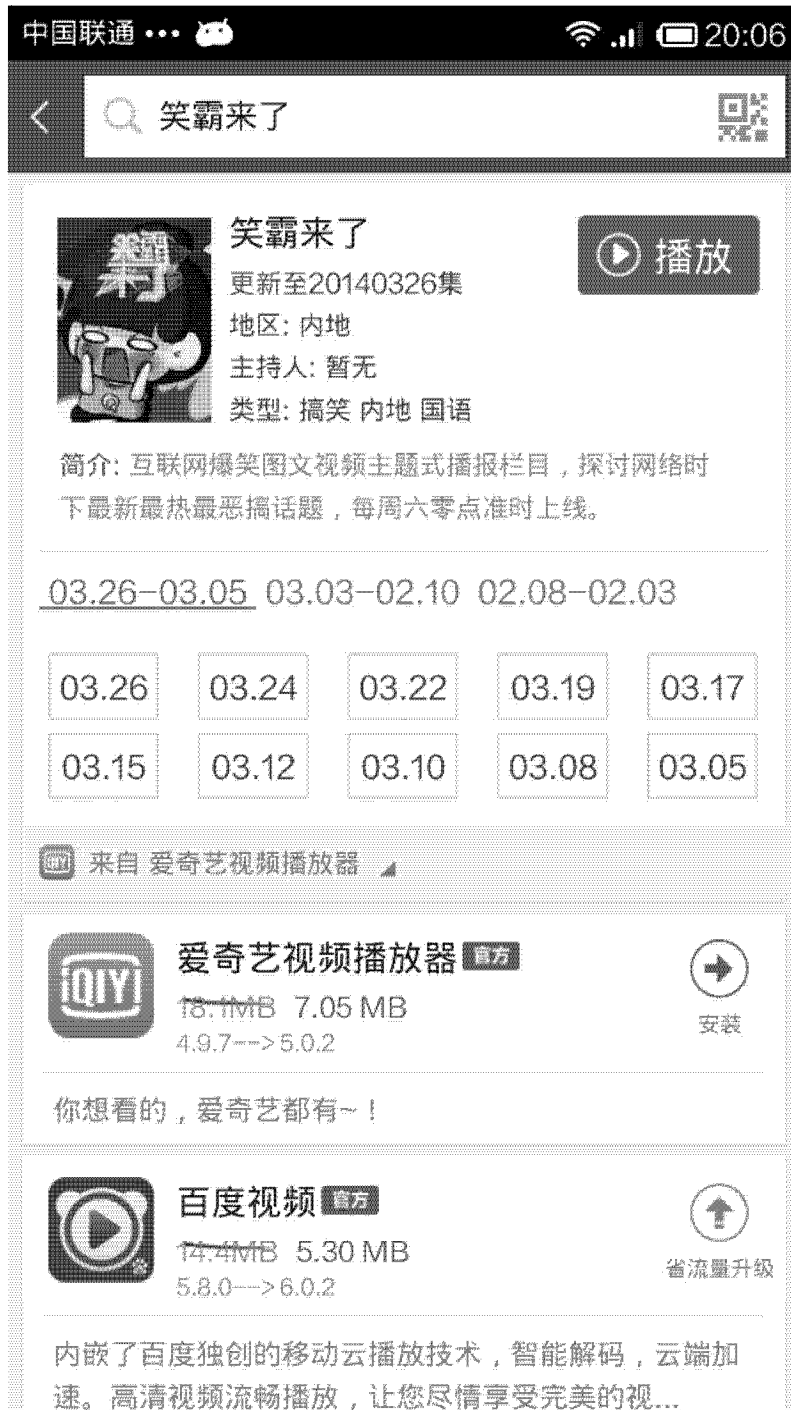 中国联通 ••• 20:06
笑霸来了
笑霸来了
笑霸来了
播放
更新至20140326集
地区: 内地
主持人: 暂无
类型: 搞笑 内地 国语
简介: 互联网爆笑图文视频主题式播报栏目，探讨网络时
下最新最热最恶搞话题，每周六零点准时上线。
03.26-03.05 03.03-02.10 02.08-02.03
03.26 03.24 03.22 03.19 03.17
03.15 03.12 03.10 03.08 03.05
QIYI 来自 爱奇艺视频播放器
iQIYI
爱奇艺视频播放器 官方
18.1MB 7.05 MB
4.9.7-->5.0.2
安装
你想看的，爱奇艺都有~！
百度视频 官方
14.4MB 5.30 MB
5.8.0-->6.0.2
省流量升级
内嵌了百度独创的移动云播放技术，智能解码，云端加
速。高清视频流畅播放，让您尽情享受完美的视...